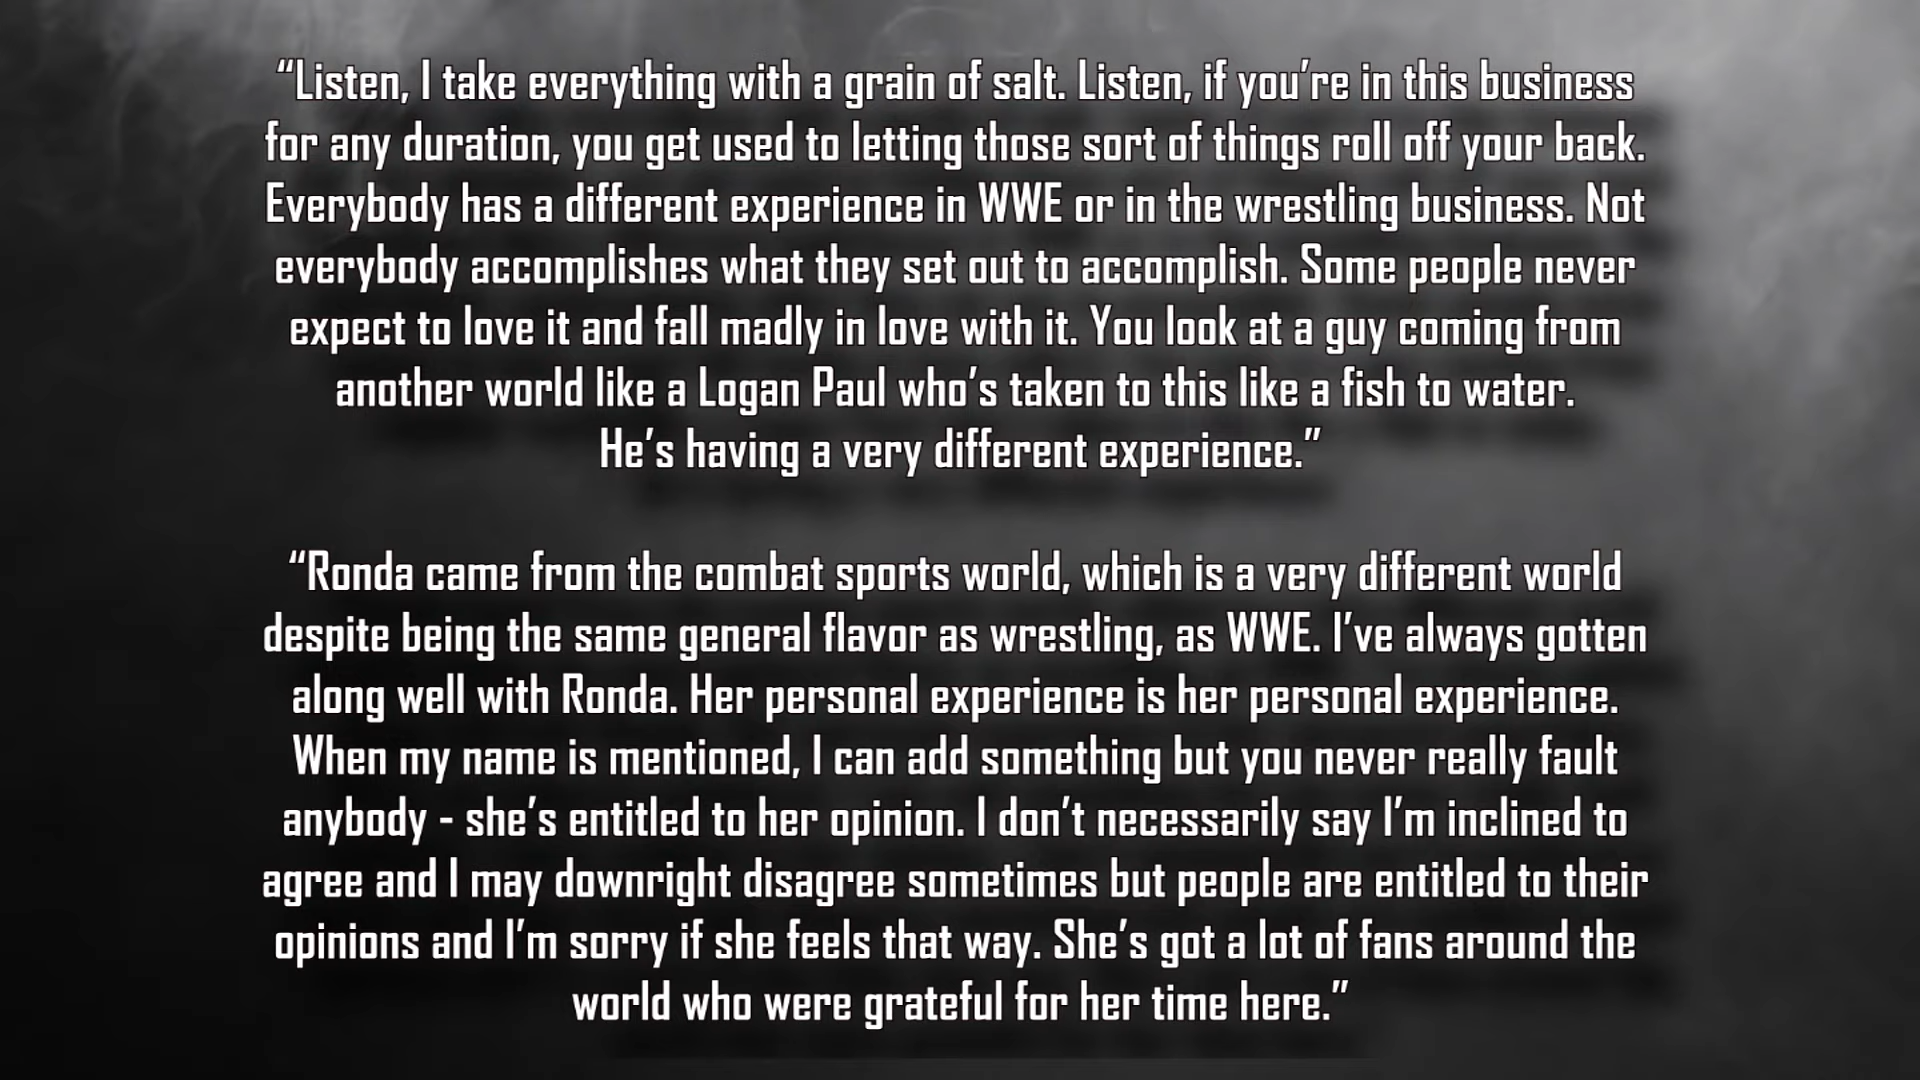 “Listen, I take everything with a grain of salt. Listen, if you’re in this business
for any duration, you get used to letting those sort of things roll off your back.
Everybody has a different experience in WWE or in the wrestling business. Not
everybody accomplishes what they set out to accomplish. Some people never
expect to love it and fall madly in love with it. You look at a guy coming from
another world like a Logan Paul who’s taken to this like a fish to water.
He’s having a very different experience.”
“Ronda came from the combat sports world, which is a very different world
despite being the same general flavor as wrestling, as WWE. I’ve always gotten
along well with Ronda. Her personal experience is her personal experience.
When my name is mentioned, I can add something but you never really fault
anybody - she’s entitled to her opinion. I don’t necessarily say I’m inclined to
agree and I may downright disagree sometimes but people are entitled to their
opinions and I’m sorry if she feels that way. She’s got a lot of fans around the
world who were grateful for her time here.”